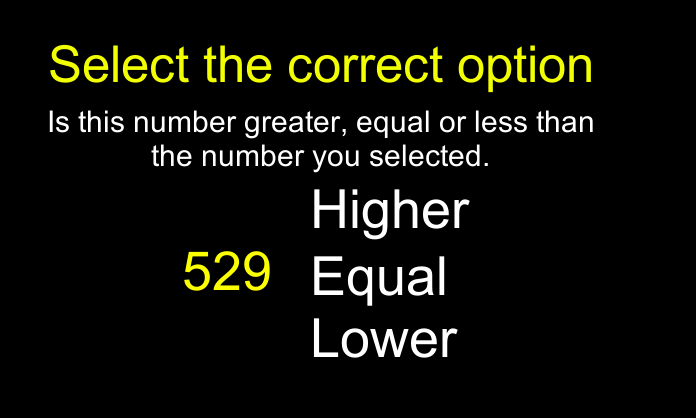 Select the correct option
Is this number greater, equal or less than
the number you selected.
Higher
529
Equal
Lower